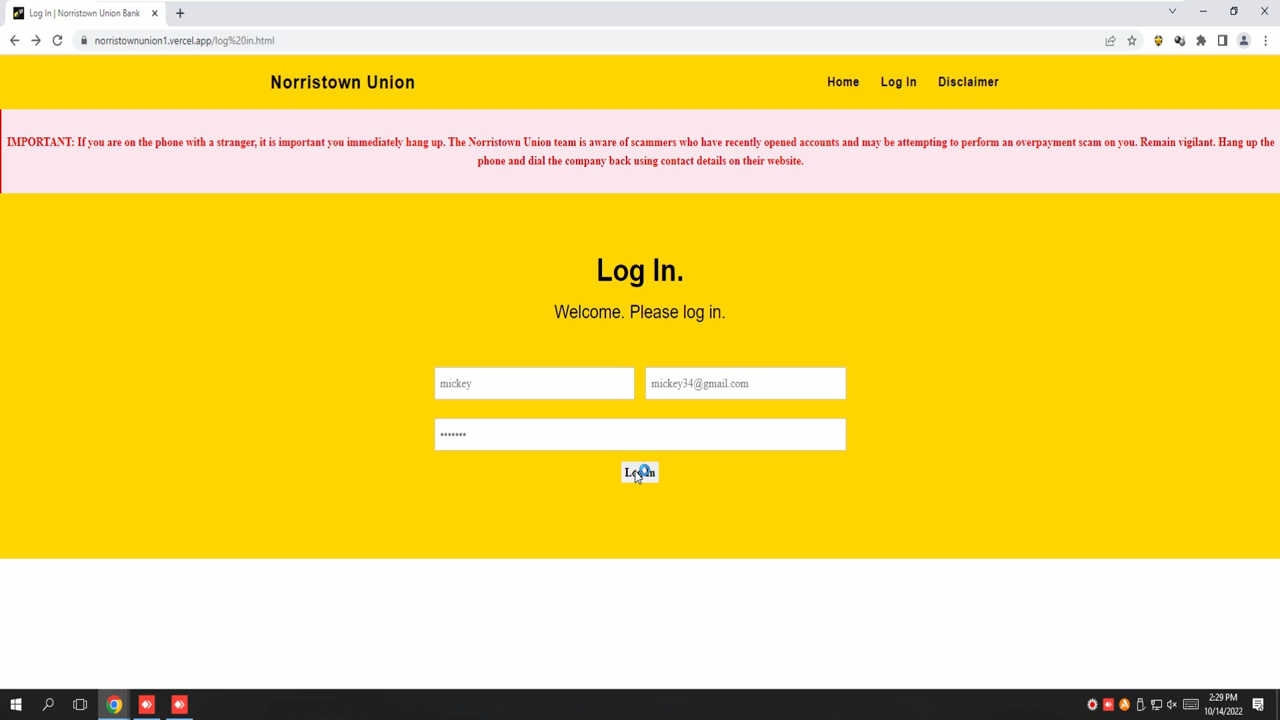 Log In | Norristown Union Bank
norristownunion1.vercel.app/log%20in.html
Norristown Union
Home Log In Disclaimer
IMPORTANT: If you are on the phone with a stranger, it is important you immediately hang up. The Norristown Union team is aware of scammers who have recently opened accounts and may be attempting to perform an overpayment scam on you. Remain vigilant. Hang up the
phone and dial the company back using contact details on their website.
Log In.
Welcome. Please log in.
mickey mickey34@gmail.com
•••••••
2:29 PM
10/14/2022